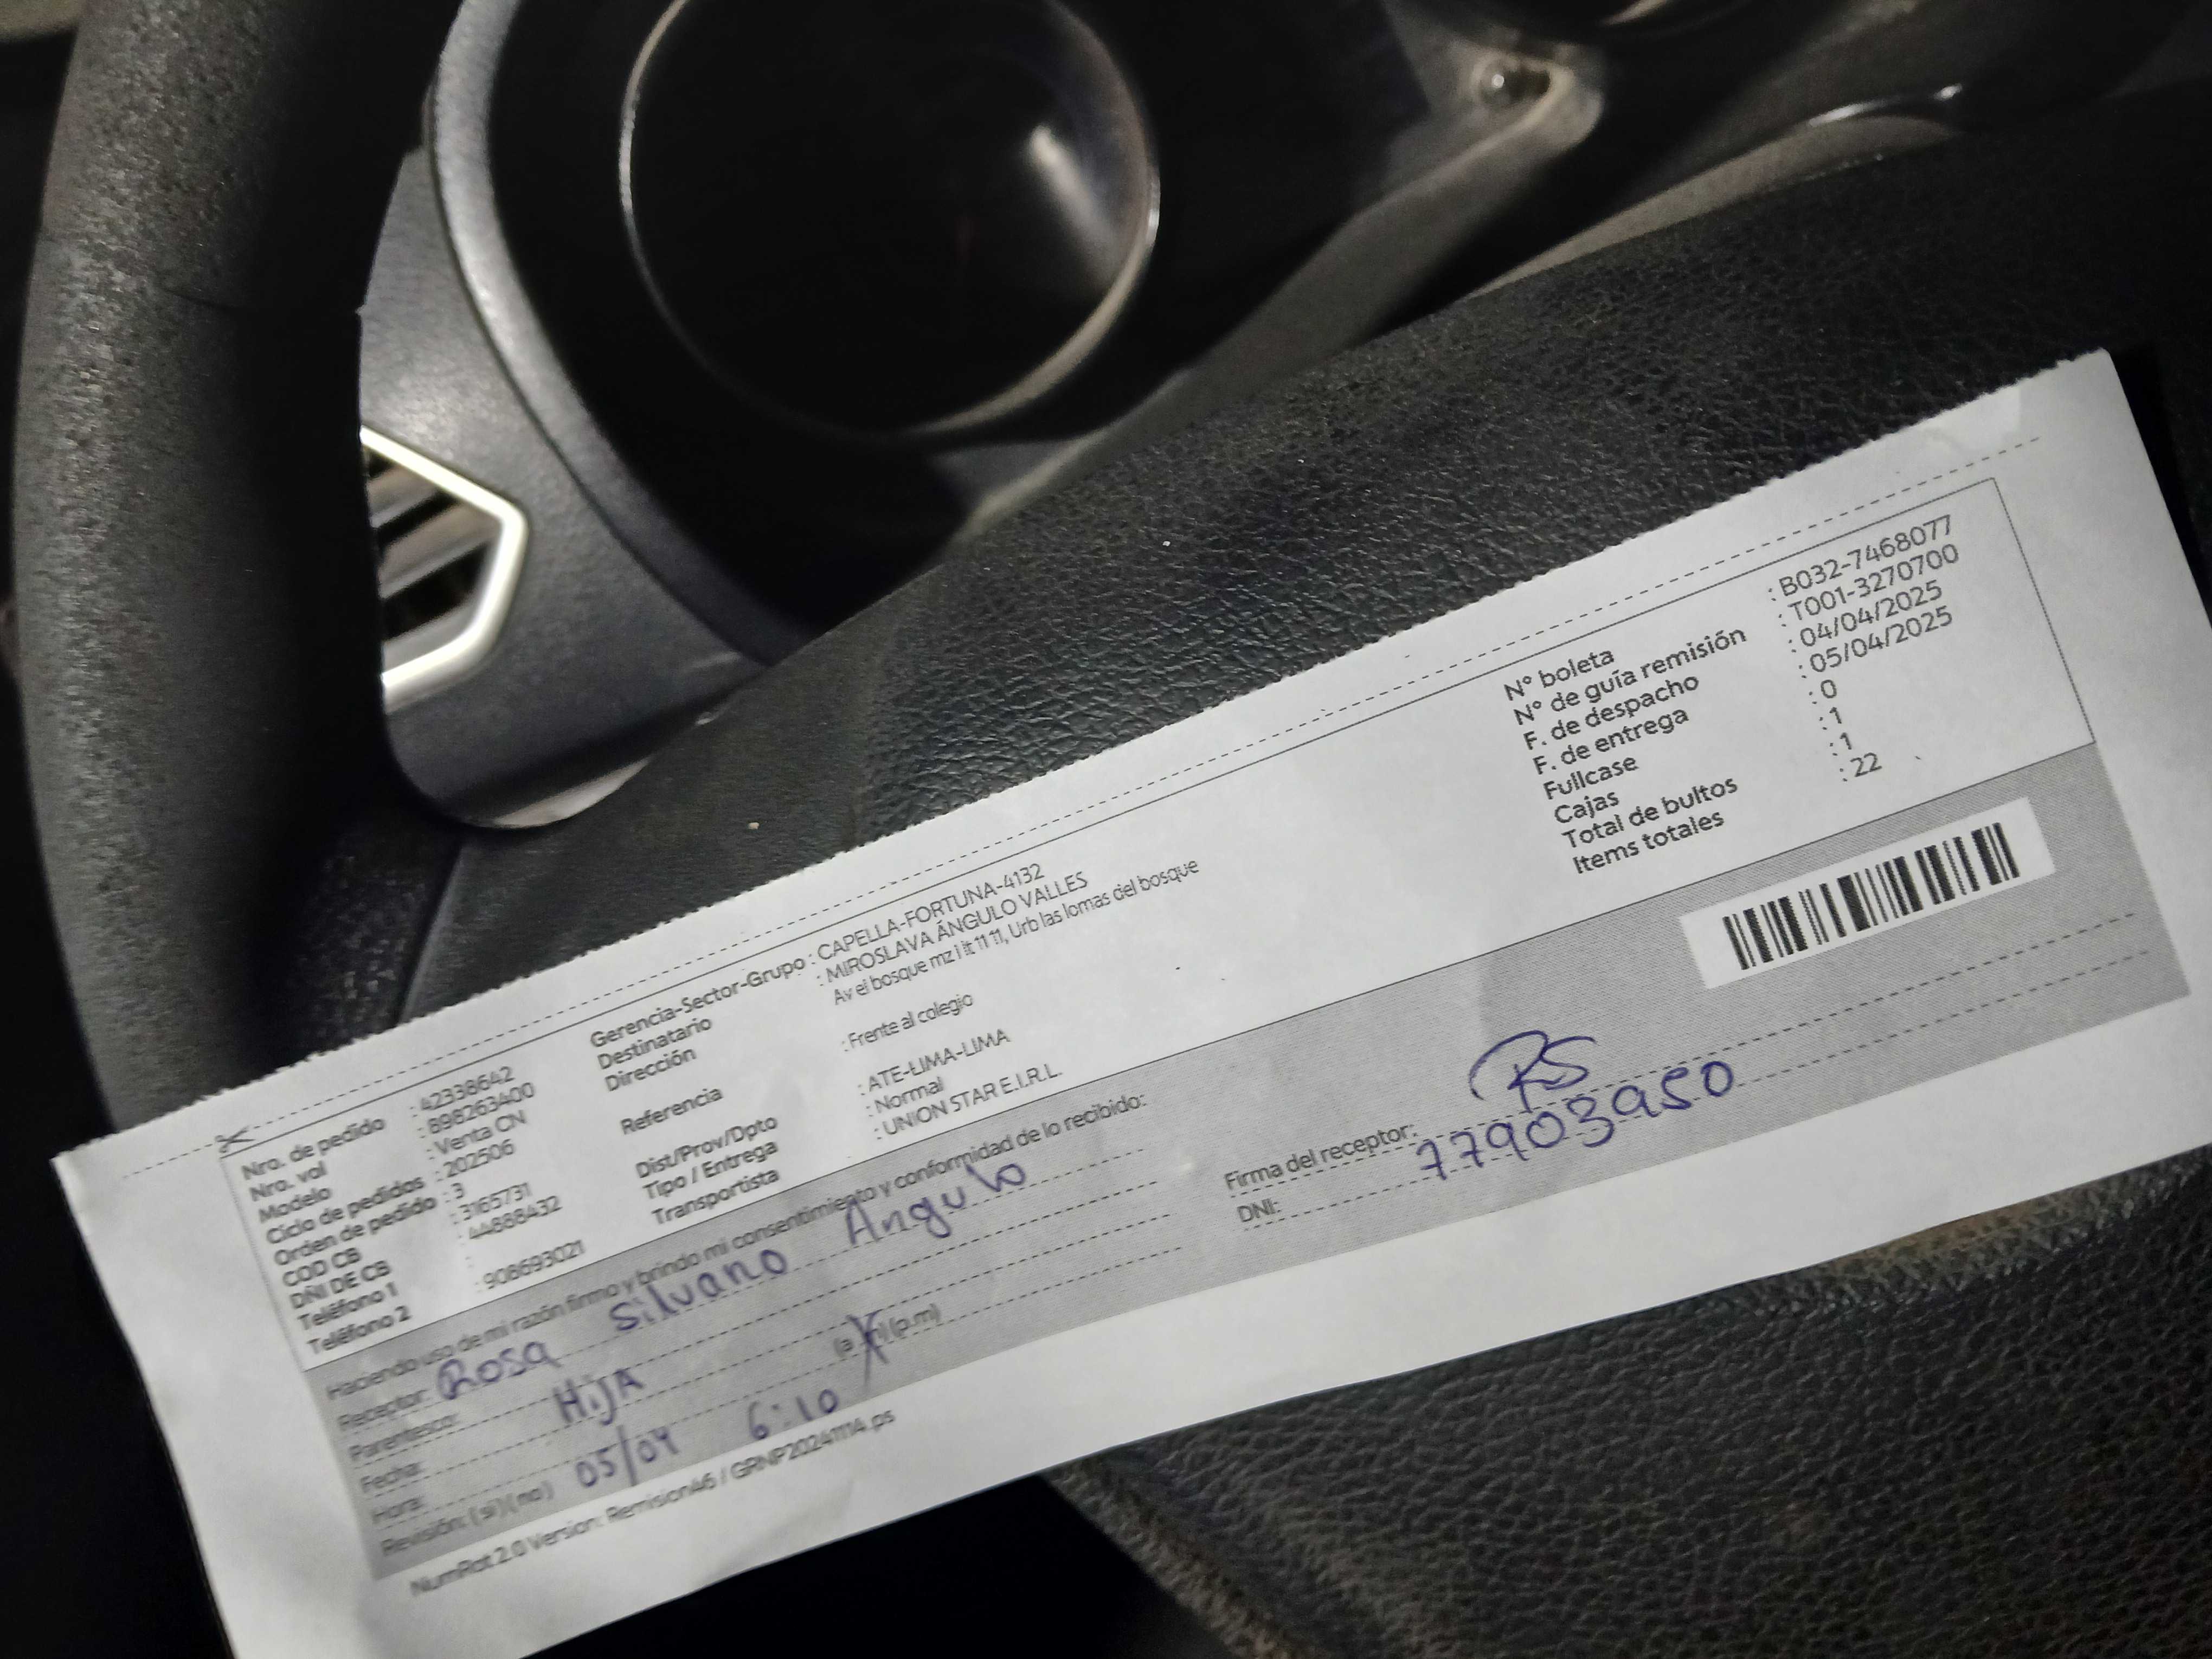 Nro. de pedido : 42338642
Nro. vol : 898263400
Modelo : Venta CN
Ciclo de pedidos : 202506
Orden de pedido : 3
COD CB : 3165731
DNI DE CB : 44888432
Teléfono 1 :
Teléfono 2 : 908693021
Gerencia-Sector-Grupo : CAPELLA-FORTUNA-4132
Destinatario : MIROSLAVA ÁNGULO VALLES
Dirección Av el bosque mz i lt 11 11, Urb las lomas del bosque
Referencia : Frente al colegio
Dist/Prov/Dpto : ATE-LIMA-LIMA
Tipo / Entrega : Normal
Transportista : UNION STAR E.I.R.L.
N° boleta : B032-7468077
N° de guía remisión : T001-3270700
F. de despacho : 04/04/2025
F. de entrega : 05/04/2025
Fullcase : 0
Cajas : 1
Total de bultos : 1
Items totales : 22
Haciendo uso de mi razón firmo y brindo mi consentimiento y conformidad de lo recibido:
Receptor: Rosa Silvano Angulo
Parentesco: HIJA
Fecha: 05/04
Hora: 6:10 (a.m)(p.m)
Revisión: (si)(no)
Firma del receptor: RS
DNI: 77903950
NumRot 2.0 Version: RemisionA6 / GRNP2024111A.ps